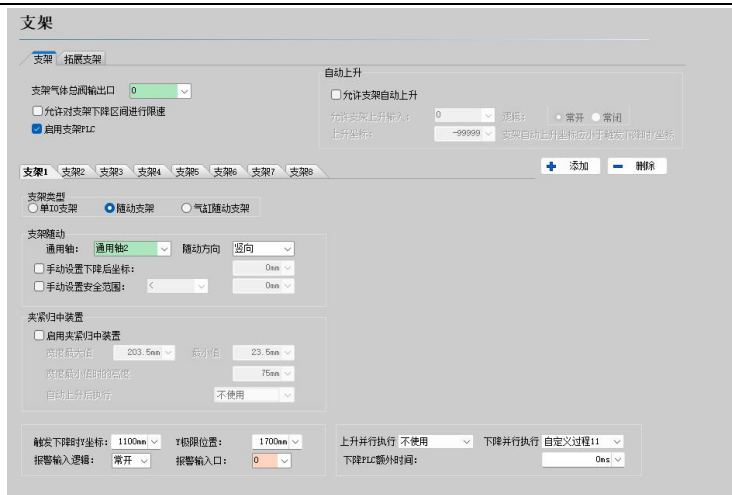 支架
支架 拓展支架
支架气体总阀输出口 0
允许对支架下降区间进行限速
启用支架PLC
自动上升
允许支架自动上升
允许支架上升输入: 0 逻辑: 常开 常闭
上升坐标: -99999 支架自动上升坐标应小于触发下降时Y坐标
支架1 支架2 支架3 支架4 支架5 支架6 支架7 支架8
添加 删除
支架类型
单IO支架 随动支架 气缸随动支架
支架随动
通用轴: 通用轴2 随动方向 竖向
手动设置下降后坐标: 0mm
手动设置安全范围: < 0mm
夹紧归中装置
启用夹紧归中装置
宽度最大值 203.5mm 最小值 23.5mm
宽度最小值时的高度 75mm
自动上升后执行 不使用
触发下降时Y坐标: 1100mm Y极限位置: 1700mm
报警输入逻辑: 常开 报警输入口: 0
上升并行执行 不使用 下降并行执行 自定义过程11
下降PLC额外时间: 0ms